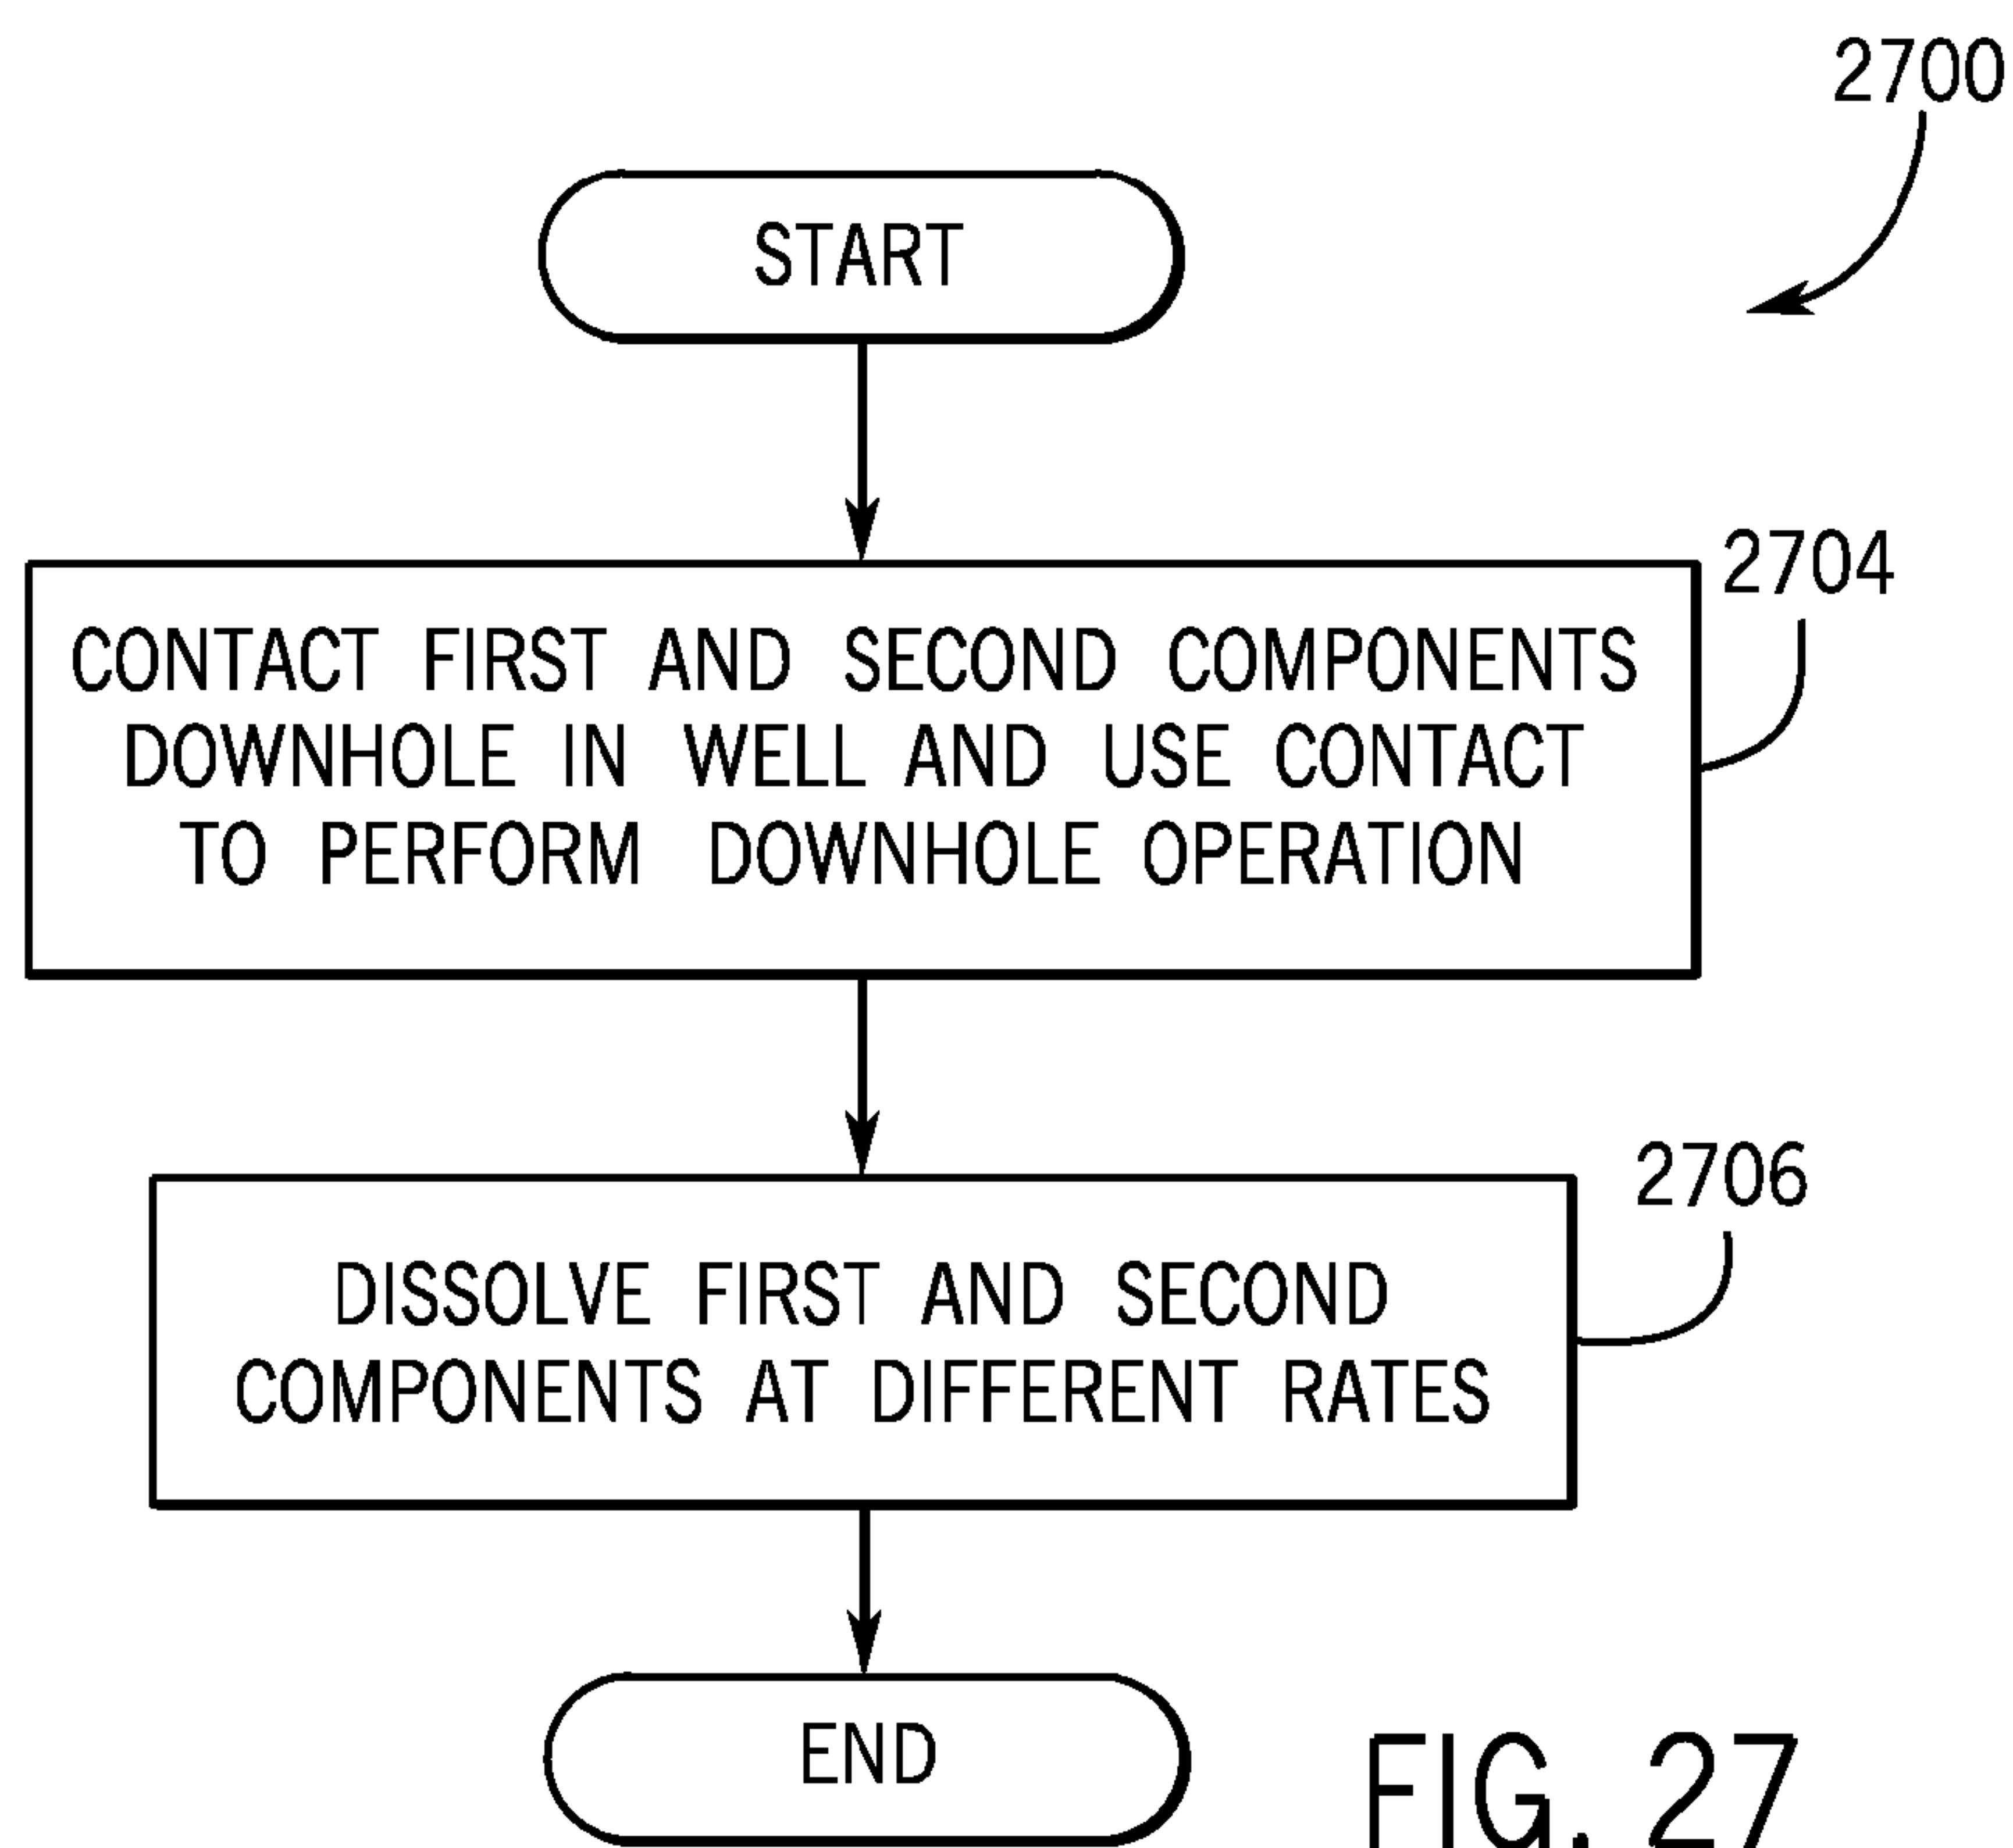 2700
START
2704
CONTACT FIRST AND SECOND COMPONENTS
DOWNHOLE IN WELL AND USE CONTACT
TO PERFORM DOWNHOLE OPERATION
2706
DISSOLVE FIRST AND SECOND
COMPONENTS AT DIFFERENT RATES
END
FIG. 27